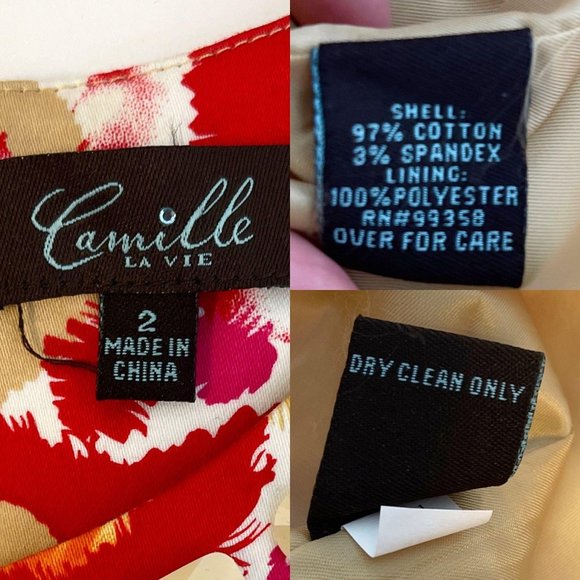 Camille
LA VIE
2
MADE IN
CHINA
SHELL:
97% COTTON
3% SPANDEX
LINING:
100%POLYESTER
RN#99358
OVER FOR CARE
DRY CLEAN ONLY